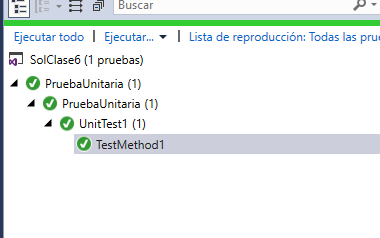 Buscar
Ejecutar todo | Ejecutar... | Lista de reproducción: Todas las prue
SolClase6 (1 pruebas)
PruebaUnitaria (1)
PruebaUnitaria (1)
UnitTest1 (1)
TestMethod1